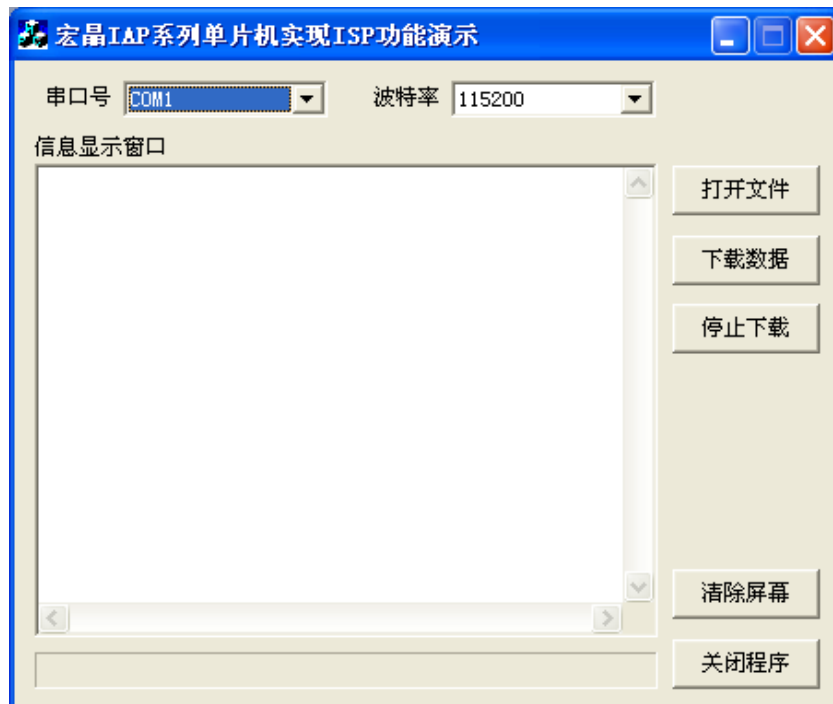 宏晶IAP系列单片机实现ISP功能演示
串口号 COM1 波特率 115200
信息显示窗口
打开文件
下载数据
停止下载
清除屏幕
关闭程序